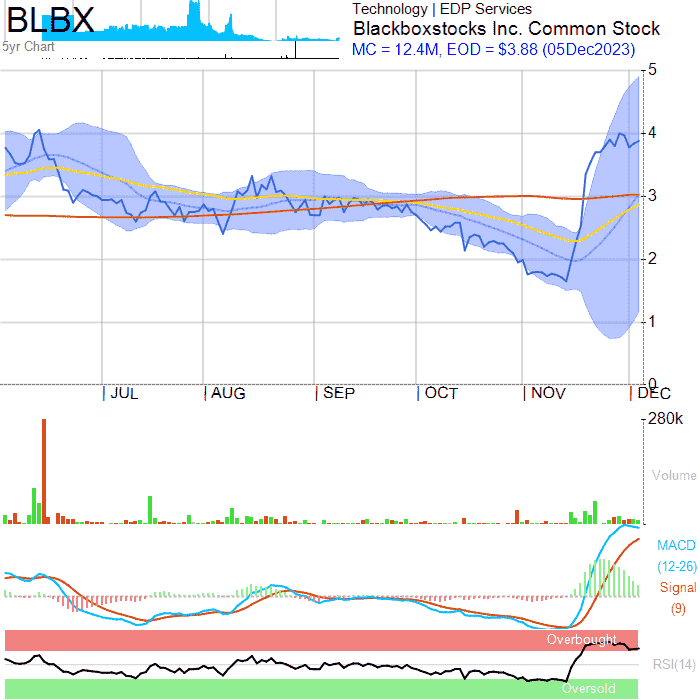 BLBX
5yr Chart
Technology | EDP Services
Blackboxstocks Inc. Common Stock
MC = 12.4M, EOD = $3.88 (05Dec2023)
5
4
3
2
1
0
JUL AUG SEP OCT NOV DEC
280k
Volume
MACD
(12-26)
Signal
(9)
Overbought
RSI(14)
Oversold